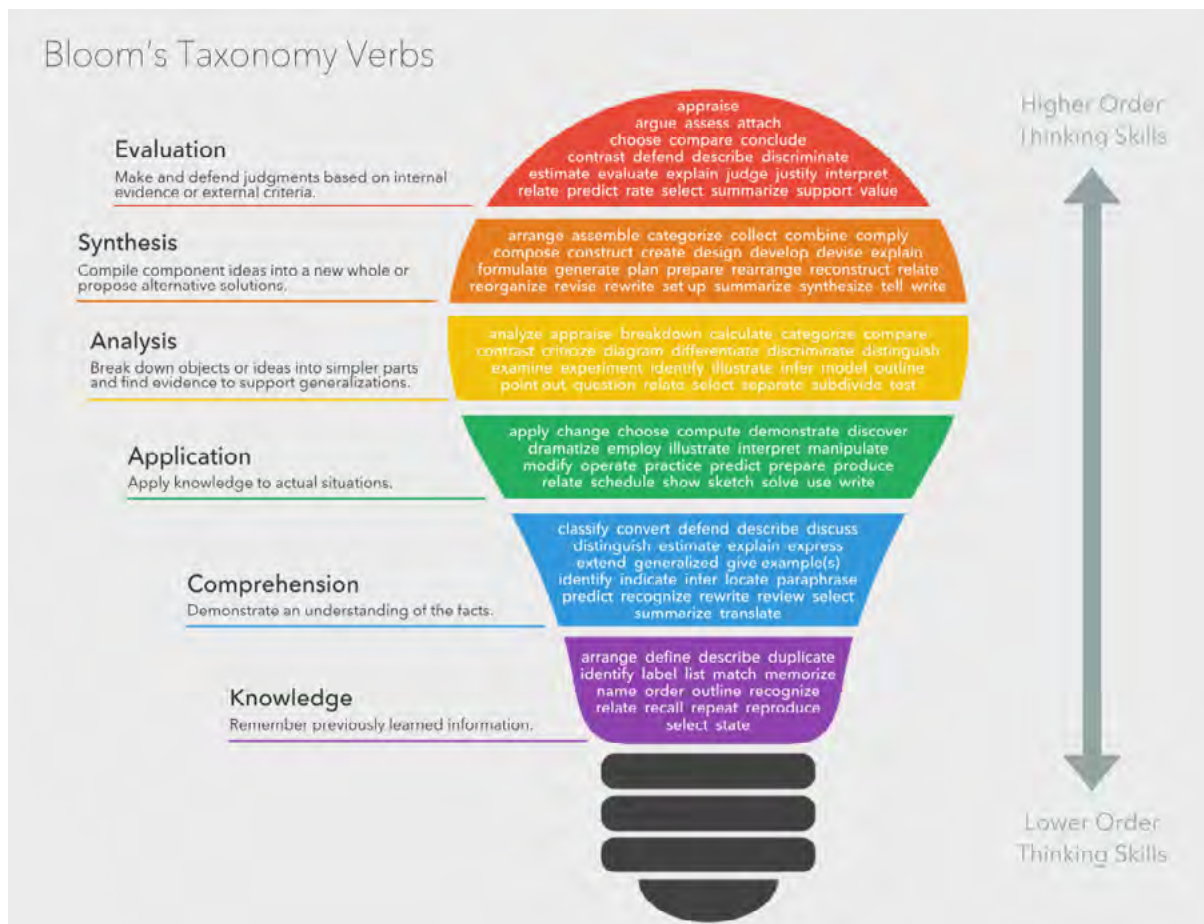 Bloom's Taxonomy Verbs
Higher Order
Thinking Skills
appraise
argue assess attach
choose compare conclude
contrast defend describe discriminate
estimate evaluate explain judge justify interpret
relate predict rate select summarize support value
Evaluation
Make and defend judgments based on internal
evidence or external criteria.
arrange assemble categorize collect combine comply
compose construct create design develop devise explain
formulate generate plan prepare rearrange reconstruct relate
reorganize revise rewrite set up summarize synthesize tell write
Synthesis
Compile component ideas into a new whole or
propose alternative solutions.
analyze appraise breakdown calculate categorize compare
contrast criticize diagram differentiate discriminate distinguish
examine experiment identify illustrate infer model outline
point out question relate select separate subdivide test
Analysis
Break down objects or ideas into simpler parts
and find evidence to support generalizations.
apply change choose compute demonstrate discover
dramatize employ illustrate interpret manipulate
modify operate practice predict prepare produce
relate schedule show sketch solve use write
Application
Apply knowledge to actual situations.
classify convert defend describe discuss
distinguish estimate explain express
extend generalized give example(s)
identify indicate infer locate paraphrase
predict recognize rewrite review select
summarize translate
Comprehension
Demonstrate an understanding of the facts.
arrange define describe duplicate
identify label list match memorize
name order outline recognize
relate recall repeat reproduce
select state
Knowledge
Remember previously learned information.
Lower Order
Thinking Skills